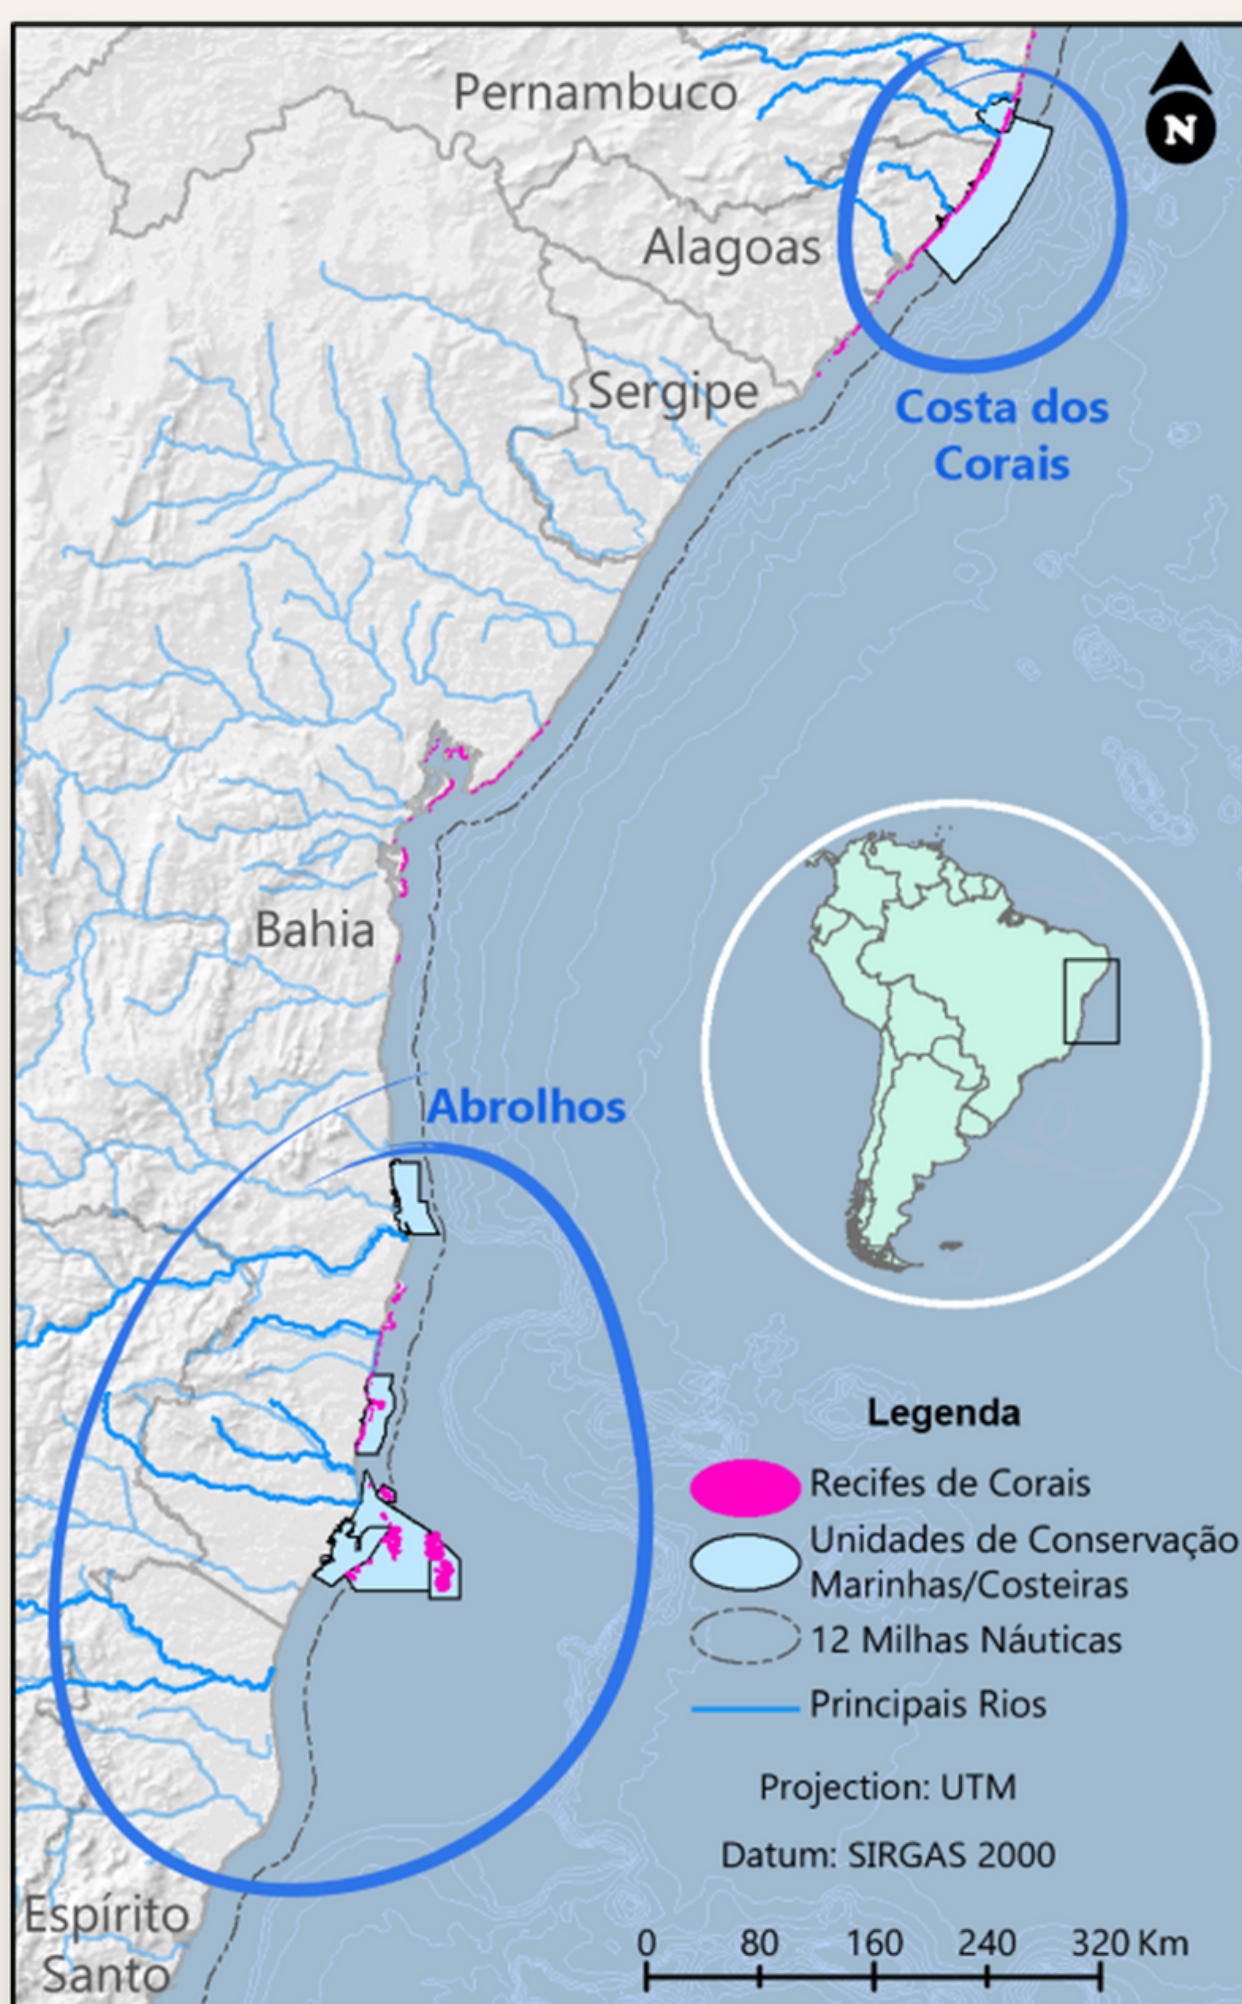 Pernambuco
N
Alagoas
Sergipe
Costa dos
Corais
Bahia
Abrolhos
Legenda
Recifes de Corais
Unidades de Conservação
Marinhas/Costeiras
12 Milhas Náuticas
Principais Rios
Projection: UTM
Datum: SIRGAS 2000
Espírito
Santo
0 80 160 240 320 Km